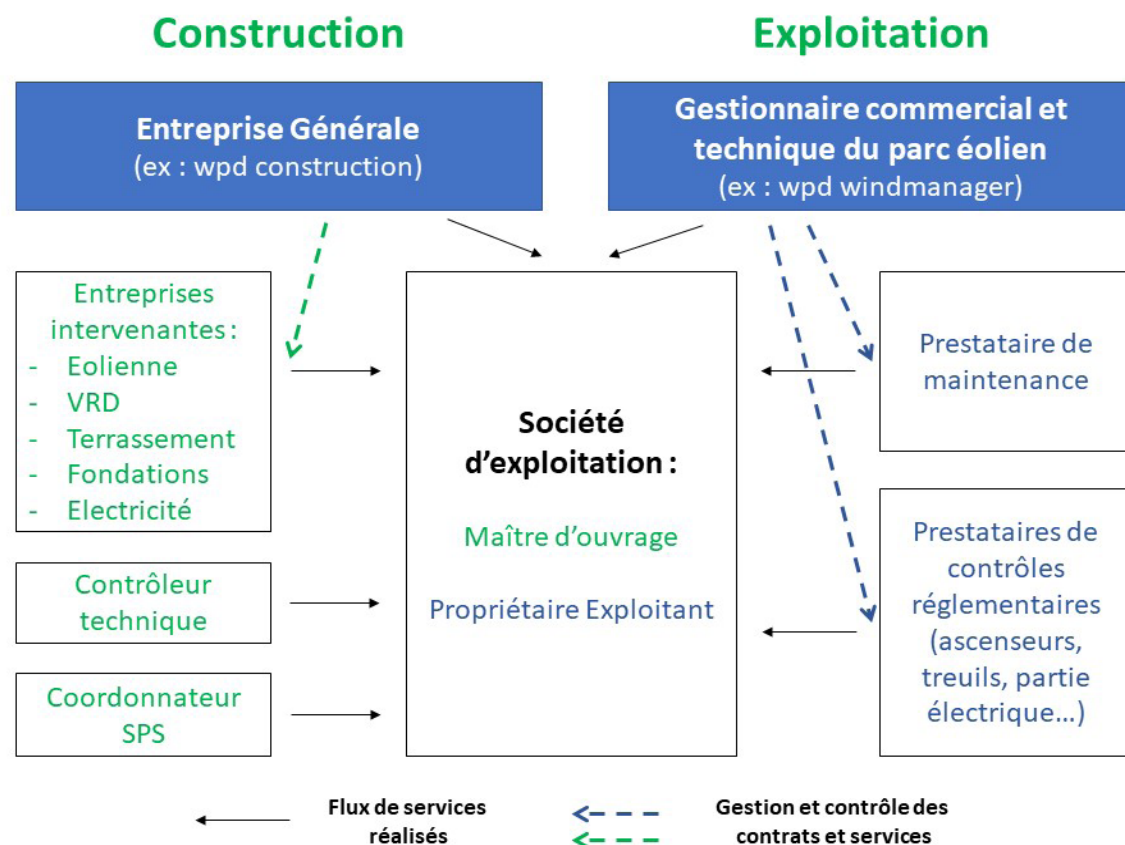 Construction
Exploitation
Entreprise Générale
(ex : wpd construction)
Gestionnaire commercial et
technique du parc éolien
(ex : wpd windmanager)
Entreprises
intervenantes :
- Eolienne
- VRD
- Terrassement
- Fondations
- Electricité
Contrôleur
technique
Coordonnateur
SPS
Société
d'exploitation :
Maître d'ouvrage
Propriétaire Exploitant
Prestataire de
maintenance
Prestataires de
contrôles
réglementaires
(ascenseurs,
treuils, partie
électrique…)
Flux de services
réalisés
Gestion et contrôle des
contrats et services